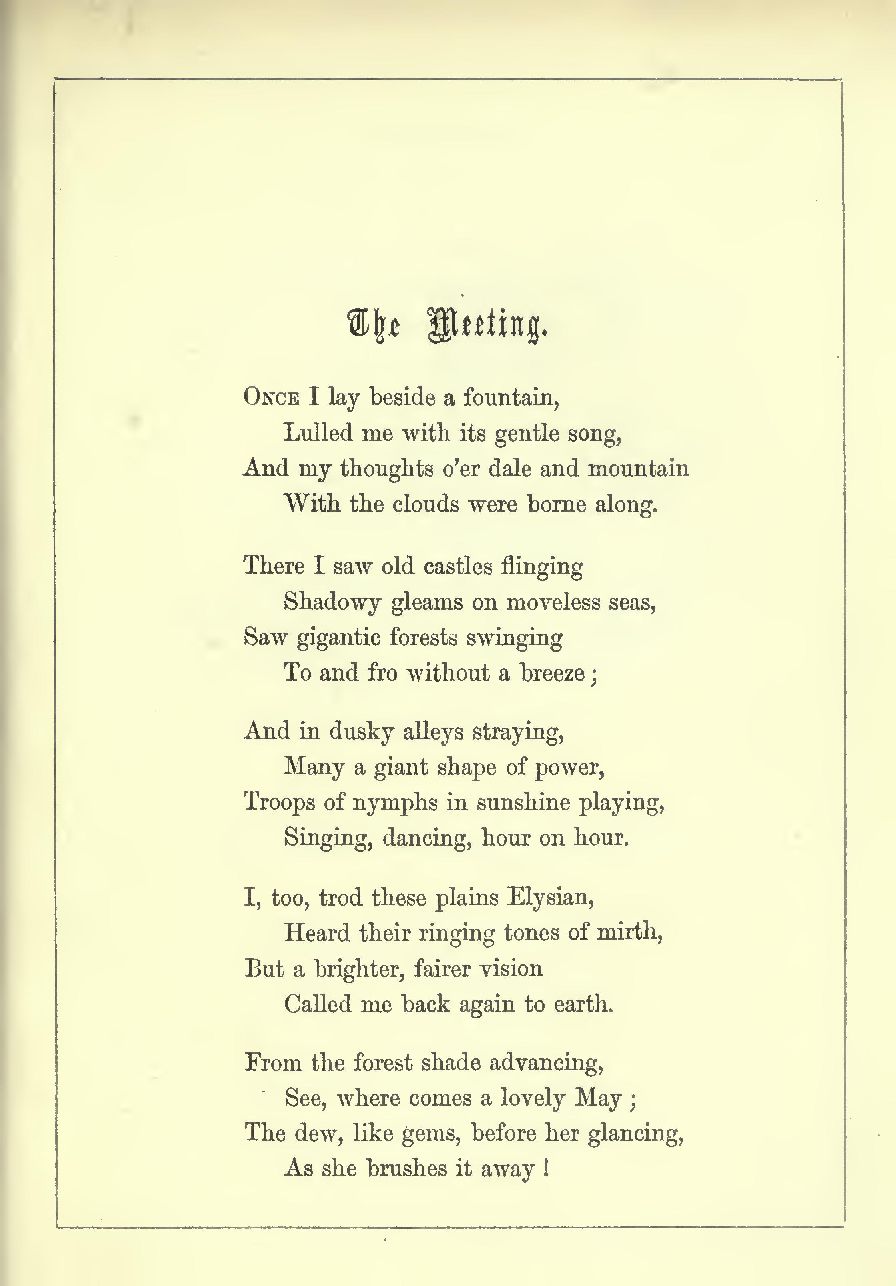 The Meeting.
ONCE I lay beside a fountain,
Lulled me with its gentle song,
And my thoughts o'er dale and mountain
With the clouds were borne along.
There I saw old castles flinging
Shadowy gleams on moveless seas,
Saw gigantic forests swinging
To and fro without a breeze;
And in dusky alleys straying,
Many a giant shape of power,
Troops of nymphs in sunshine playing,
Singing, dancing, hour on hour.
I, too, trod these plains Elysian,
Heard their ringing tones of mirth,
But a brighter, fairer vision
Called me back again to earth.
From the forest shade advancing,
See, where comes a lovely May;
The dew, like gems, before her glancing,
As she brushes it away!